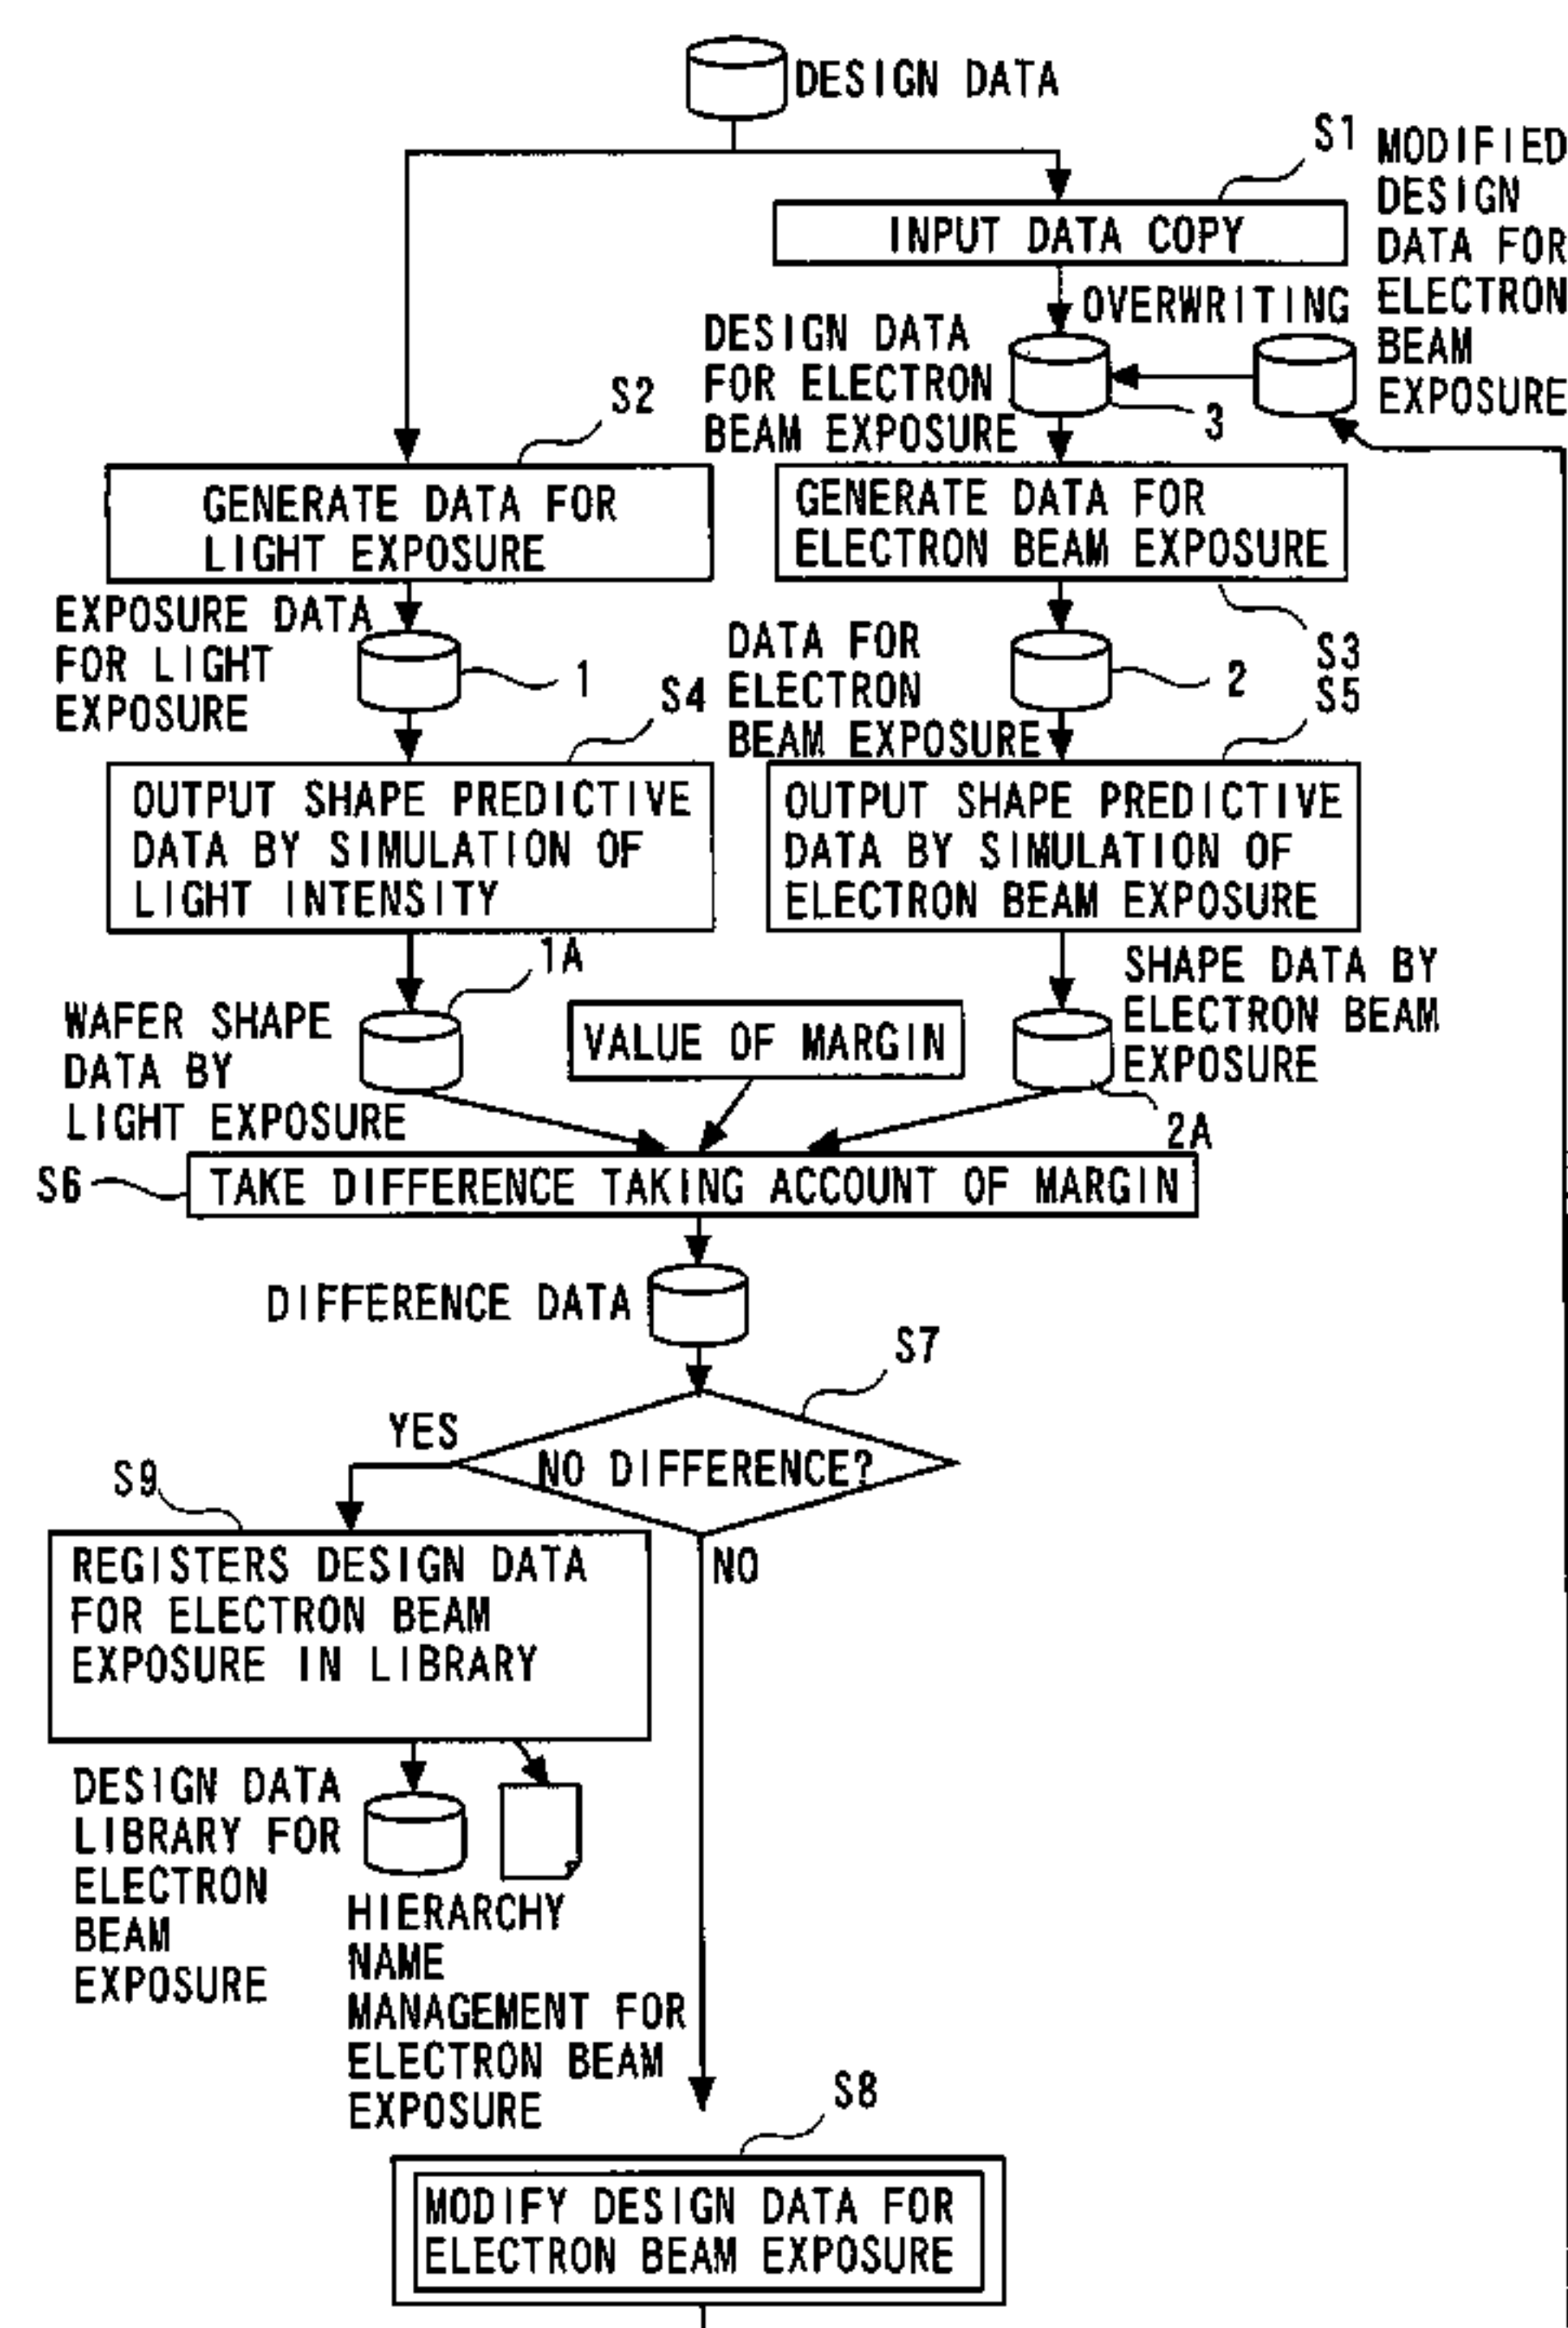 DESIGN DATA
S1
MODIFIED
DESIGN
DATA FOR
ELECTRON
BEAM
EXPOSURE
INPUT DATA COPY
OVERWRITING
DESIGN DATA
FOR ELECTRON
BEAM EXPOSURE
3
S2
GENERATE DATA FOR
LIGHT EXPOSURE
GENERATE DATA FOR
ELECTRON BEAM EXPOSURE
S3
EXPOSURE DATA
FOR LIGHT
EXPOSURE
1
DATA FOR
ELECTRON
BEAM EXPOSURE
2
S4
S5
OUTPUT SHAPE PREDICTIVE
DATA BY SIMULATION OF
LIGHT INTENSITY
OUTPUT SHAPE PREDICTIVE
DATA BY SIMULATION OF
ELECTRON BEAM EXPOSURE
1A
WAFER SHAPE
DATA BY
LIGHT EXPOSURE
VALUE OF MARGIN
SHAPE DATA BY
ELECTRON BEAM
EXPOSURE
2A
S6
TAKE DIFFERENCE TAKING ACCOUNT OF MARGIN
DIFFERENCE DATA
S7
YES
NO DIFFERENCE?
NO
S9
REGISTERS DESIGN DATA
FOR ELECTRON BEAM
EXPOSURE IN LIBRARY
DESIGN DATA
LIBRARY FOR
ELECTRON
BEAM
EXPOSURE
HIERARCHY
NAME
MANAGEMENT FOR
ELECTRON BEAM
EXPOSURE
S8
MODIFY DESIGN DATA FOR
ELECTRON BEAM EXPOSURE